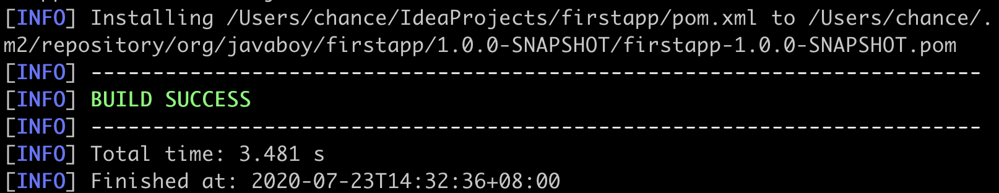 [INFO] Installing /Users/chance/IdeaProjects/firstapp/pom.xml to /Users/chance/.
m2/repository/org/javaboy/firstapp/1.0.0-SNAPSHOT/firstapp-1.0.0-SNAPSHOT.pom
[INFO] ------------------------------------------------------------------------
[INFO] BUILD SUCCESS
[INFO] ------------------------------------------------------------------------
[INFO] Total time: 3.481 s
[INFO] Finished at: 2020-07-23T14:32:36+08:00